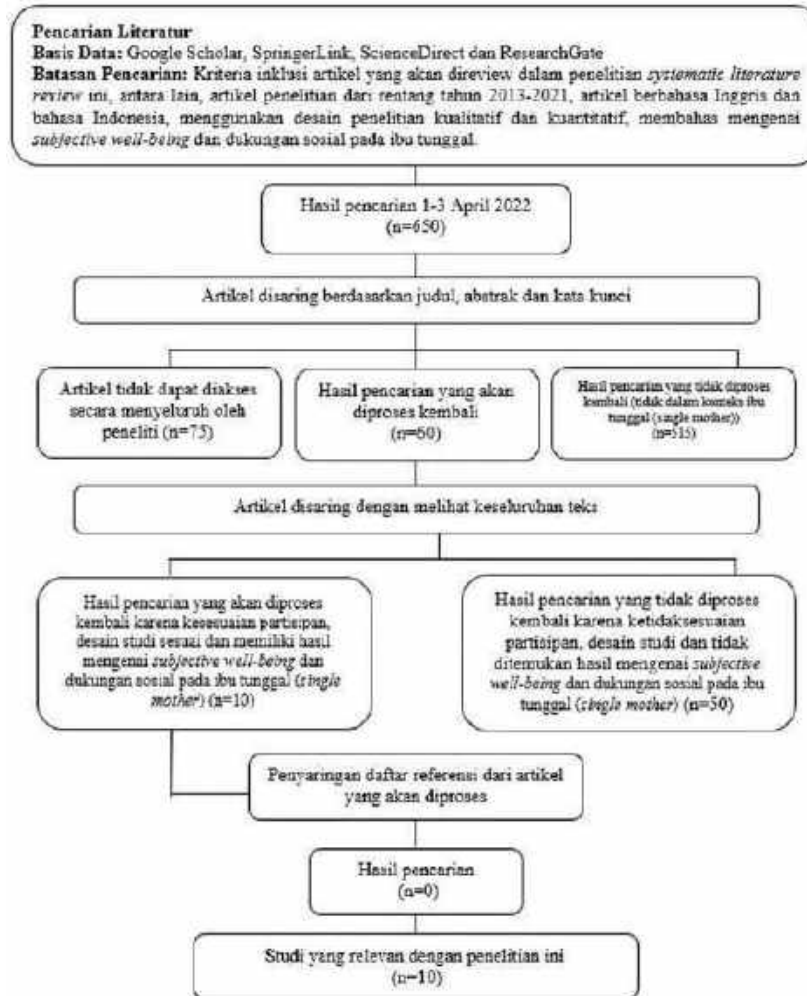 Pencarian Literatur
Basis Data: Google Scholar, SpringerLink, ScienceDirect dan ResearchGate
Batasan Pencarian: Kriteria inklusi artikel yang akan direview dalam penelitian systematic literature
review ini, antara lain, artikel penelitian dari rentang tahun 2013-2021, artikel berbahasa Inggris dan
bahasa Indonesia, menggunakan desain penelitian kualitatif dan kuantitatif, membahas mengenai
subjective well-being dan dukungan sosial pada ibu tunggal.
Hasil pencarian 1-3 April 2022
(n=650)
Artikel disaring berdasarkan judul, abstrak dan kata kunci
Artikel tidak dapat diakses
secara menyeluruh oleh
peneliti (n=75)
Hasil pencarian yang akan
diproses kembali
(n=60)
Hasil pencarian yang tidak diproses
kembali (tidak dalam konteks ibu
tunggal (single mother))
(n=515)
Artikel disaring dengan melihat keseluruhan teks
Hasil pencarian yang akan diproses
kembali karena kesesuaian partisipan,
desain studi sesuai dan memiliki hasil
mengenai subjective well-being dan
dukungan sosial pada ibu tunggal (single
mother) (n=10)
Hasil pencarian yang tidak diproses
kembali karena ketidaksesuaian
partisipan, desain studi dan tidak
ditemukan hasil mengenai subjective
well-being dan dukungan sosial pada ibu
tunggal (single mother) (n=50)
Penyaringan daftar referensi dari artikel
yang akan diproses
Hasil pencarian
(n=0)
Studi yang relevan dengan penelitian ini
(n=10)